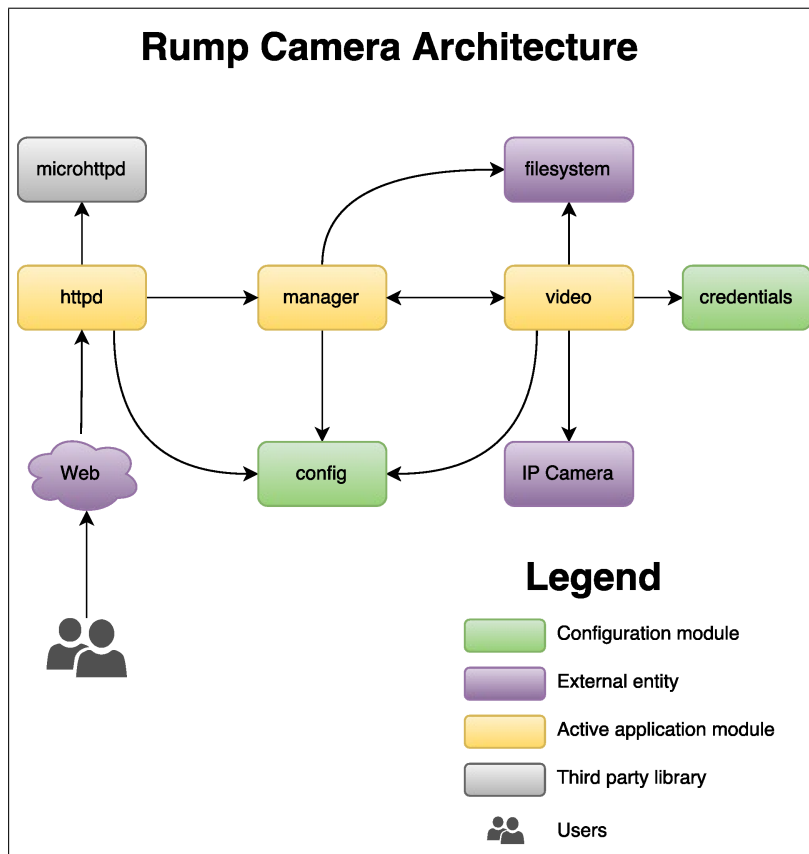 Rump Camera Architecture
microhttpd
filesystem
httpd
manager
video
credentials
Web
config
IP Camera
Legend
Configuration module
External entity
Active application module
Third party library
Users